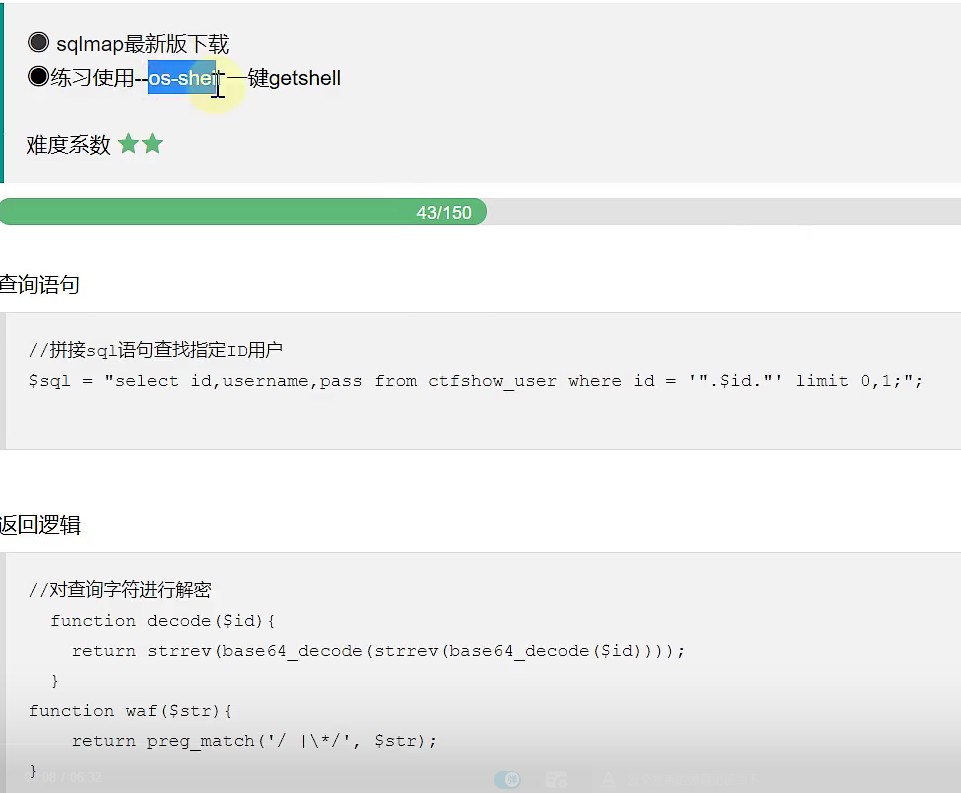 sqlmap最新版下载
练习使用--os-shell一键getshell
难度系数
43/150
查询语句
//拼接sql语句查找指定ID用户
$sql = "select id,username,pass from ctfshow_user where id = '".$id."' limit 0,1;";
返回逻辑
//对查询字符进行解密
function decode($id){
return strrev(base64_decode(strrev(base64_decode($id))));
}
function waf($str){
return preg_match('/ |\*/', $str);
}